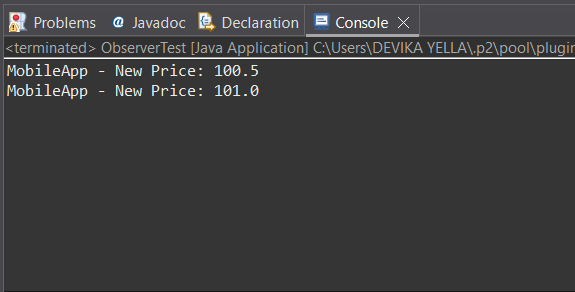 Problems @ Javadoc Declaration Console
<terminated> ObserverTest [Java Application] C:\Users\DEVIKA YELLA\.p2\pool\plugin
MobileApp - New Price: 100.5
MobileApp - New Price: 101.0